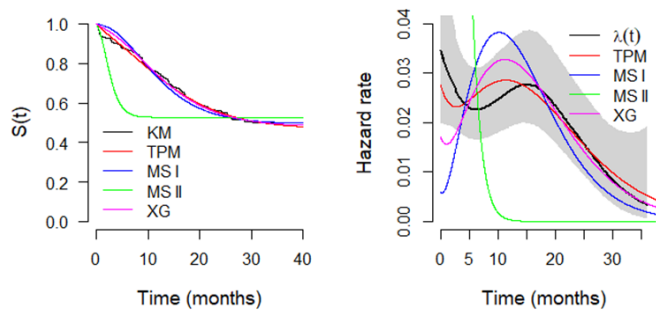 S(t)
1.0
0.8
0.6
0.4
0.2
0.0
KM
TPM
MS I
MS II
XG
0 10 20 30 40
Time (months)
Hazard rate
0.04
0.03
0.02
0.01
0.00
λ(t)
TPM
MS I
MS II
XG
0 5 10 20 30
Time (months)